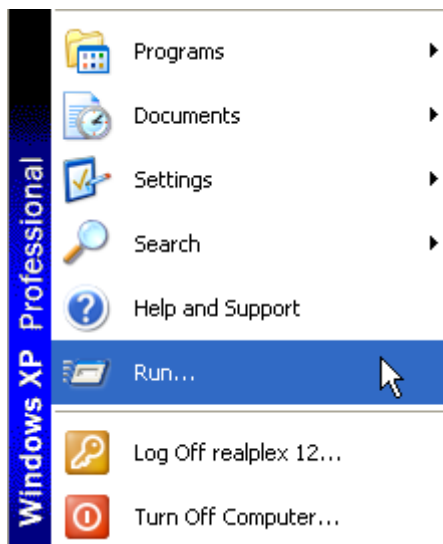 Programs
Documents
Settings
Search
Help and Support
Run...
Log Off realplex 12...
Turn Off Computer...
Windows XP Professional